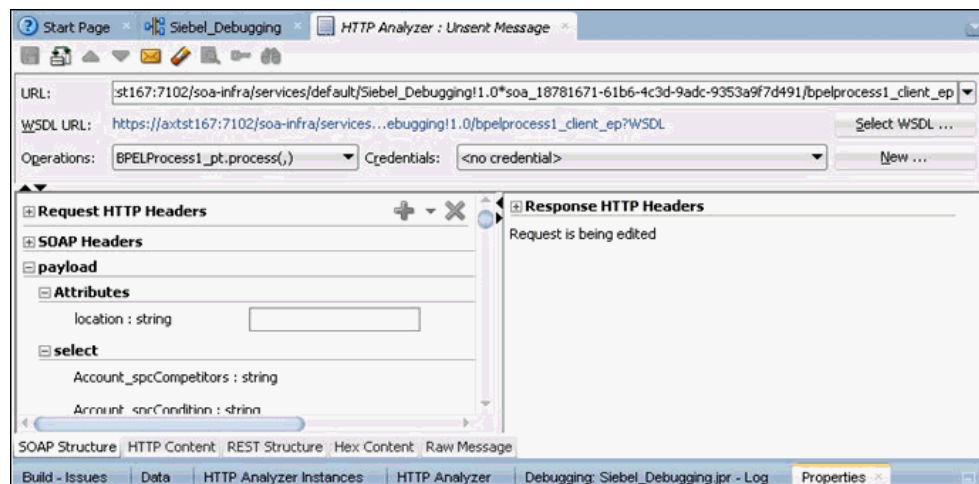 Start Page Siebel_Debugging HTTP Analyzer : Unsent Message
URL: :st167:7102/soa-infra/services/default/Siebel_Debugging!1.0*soa_18781671-61b6-4c3d-9adc-9353a9f7d491/bpelprocess1_client_ep
WSDL URL: https://axtst167:7102/soa-infra/services...ebugging!1.0/bpelprocess1_client_ep?WSDL Select WSDL ...
Operations: BPELProcess1_pt.process(,) Credentials: <no credential> New ...
Request HTTP Headers
SOAP Headers
payload
Attributes
location : string
select
Account_spcCompetitors : string
Account_spcCondition : string
Response HTTP Headers
Request is being edited
SOAP Structure HTTP Content REST Structure Hex Content Raw Message
Build - Issues Data HTTP Analyzer Instances HTTP Analyzer Debugging: Siebel_Debugging.jpr - Log Properties